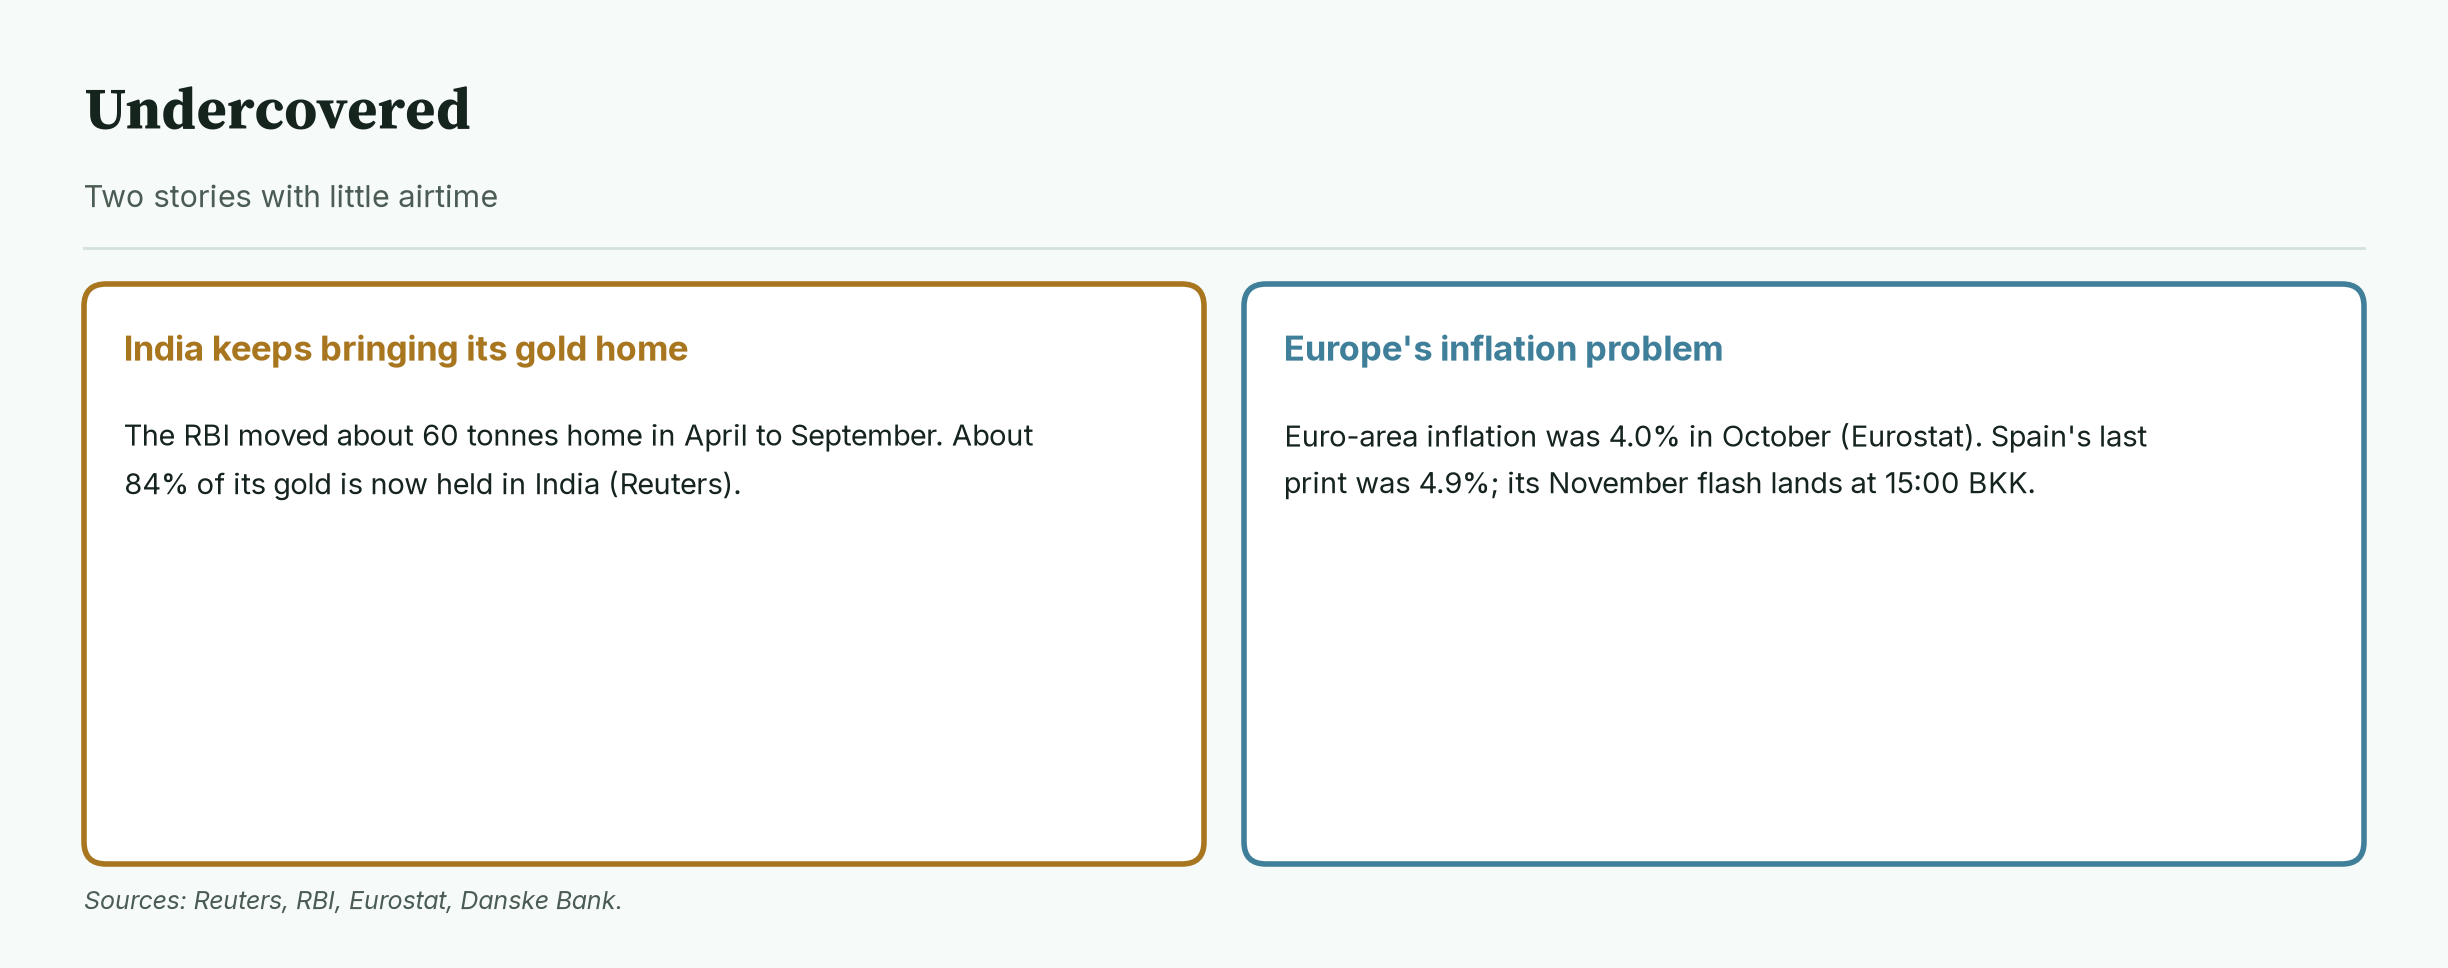 Undercovered
Two stories with little airtime
India keeps bringing its gold home
The RBI moved about 60 tonnes home in April to September. About
84% of its gold is now held in India (Reuters).
Europe's inflation problem
Euro-area inflation was 4.0% in October (Eurostat). Spain's last
print was 4.9%; its November flash lands at 15:00 BKK.
Sources: Reuters, RBI, Eurostat, Danske Bank.